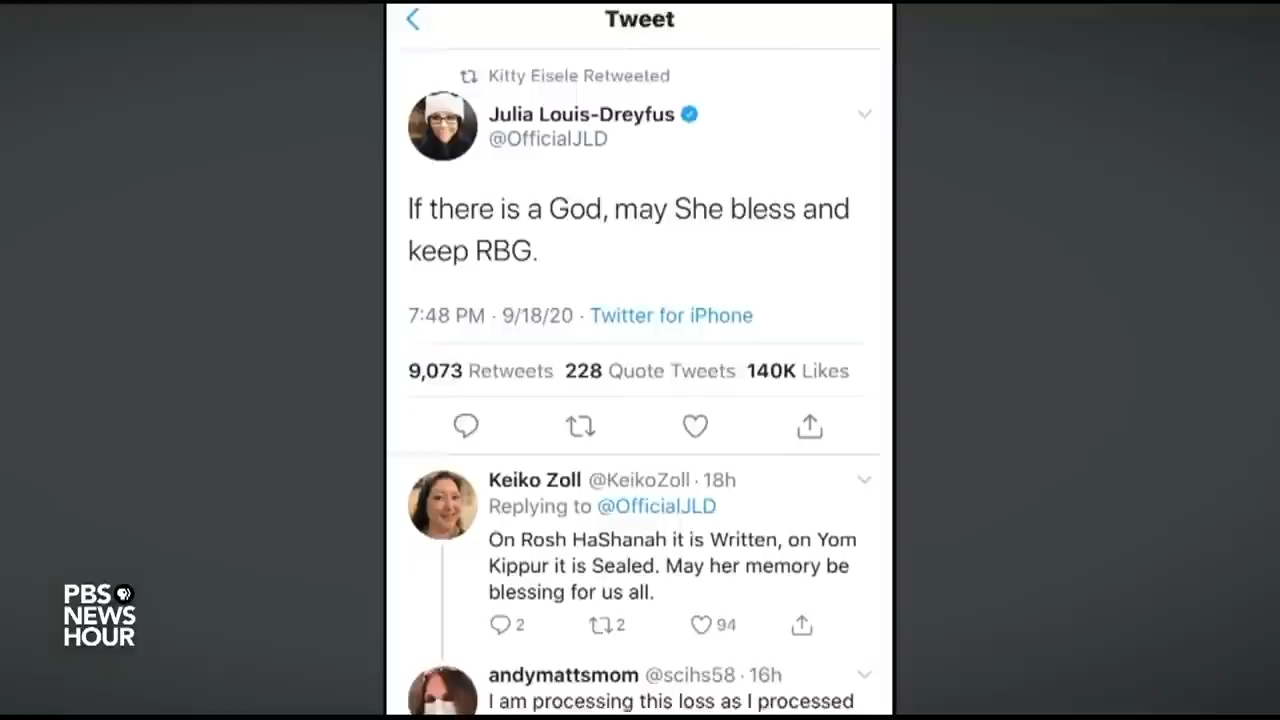 Tweet
Kitty Eisele Retweeted
Julia Louis-Dreyfus
@OfficialJLD
If there is a God, may She bless and
keep RBG.
7:48 PM · 9/18/20 · Twitter for iPhone
9,073 Retweets 228 Quote Tweets 140K Likes
Keiko Zoll @KeikoZoll · 18h
Replying to @OfficialJLD
On Rosh HaShanah it is Written, on Yom
Kippur it is Sealed. May her memory be
blessing for us all.
2 2 94
andymattsmom @scihs58 · 16h
I am processing this loss as I processed
PBS
NEWS
HOUR